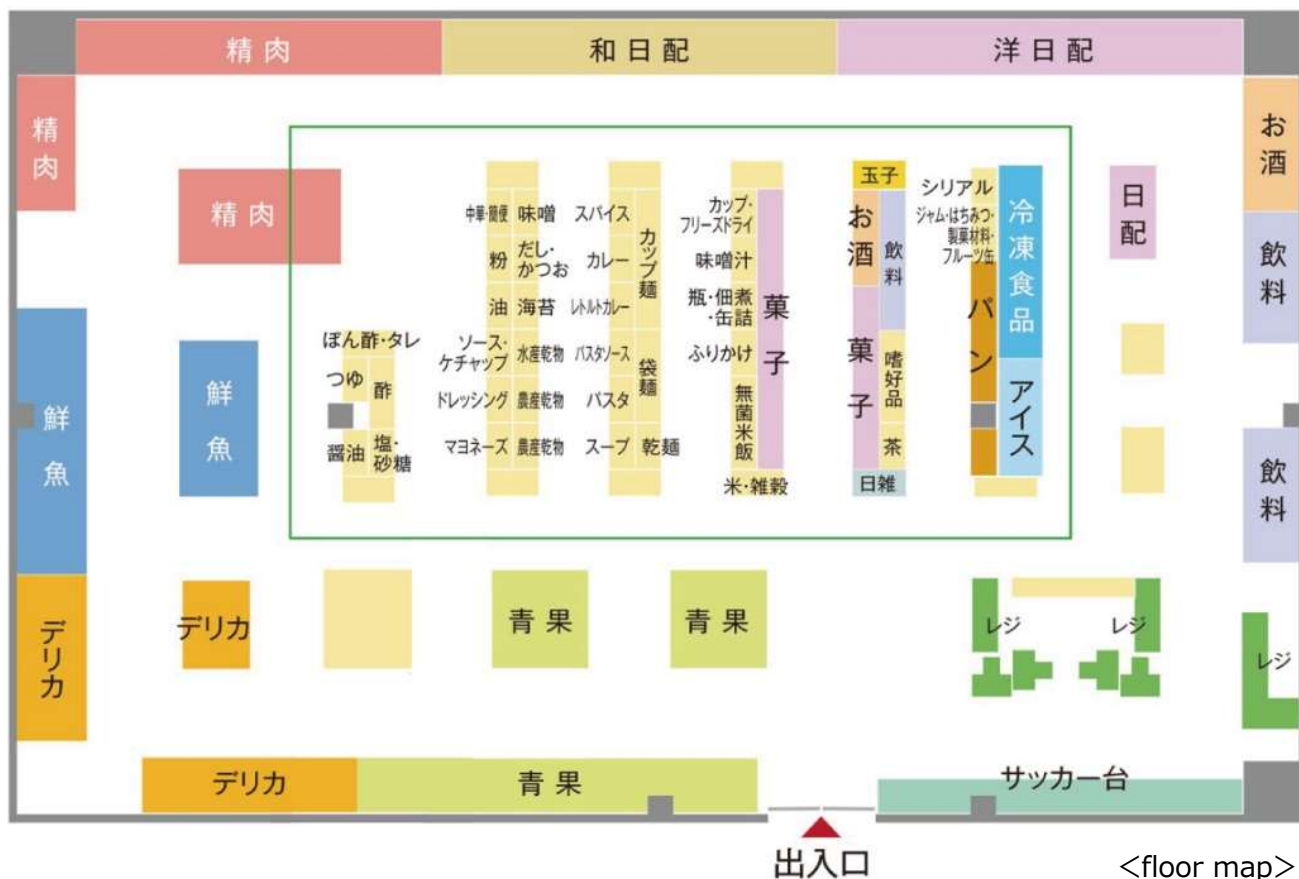 精肉
和日配
洋日配
精肉
お酒
精肉
日配
飲料
鮮魚
鮮魚
デリカ
ぽん酢・タレ
つゆ
酢
醤油
塩・
砂糖
中華・簡便
粉
油
ソース・
ケチャップ
ドレッシング
マヨネーズ
味噌
だし・
かつお
海苔
水産乾物
農産乾物
農産乾物
スパイス
カレー
レトルトカレー
パスタソース
パスタ
スープ
カップ麺
袋麺
乾麺
カップ・
フリーズドライ
味噌汁
瓶・佃煮
・缶詰
ふりかけ
無菌米飯
米・雑穀
菓子
玉子
お酒
菓子
飲料
嗜好品
茶
日雑
シリアル
ジャム・はちみつ・
製菓材料・
フルーツ缶
パン
冷凍食品
アイス
飲料
デリカ
青果
青果
レジ
レジ
レジ
デリカ
青果
サッカー台
出入口
＜floor map＞